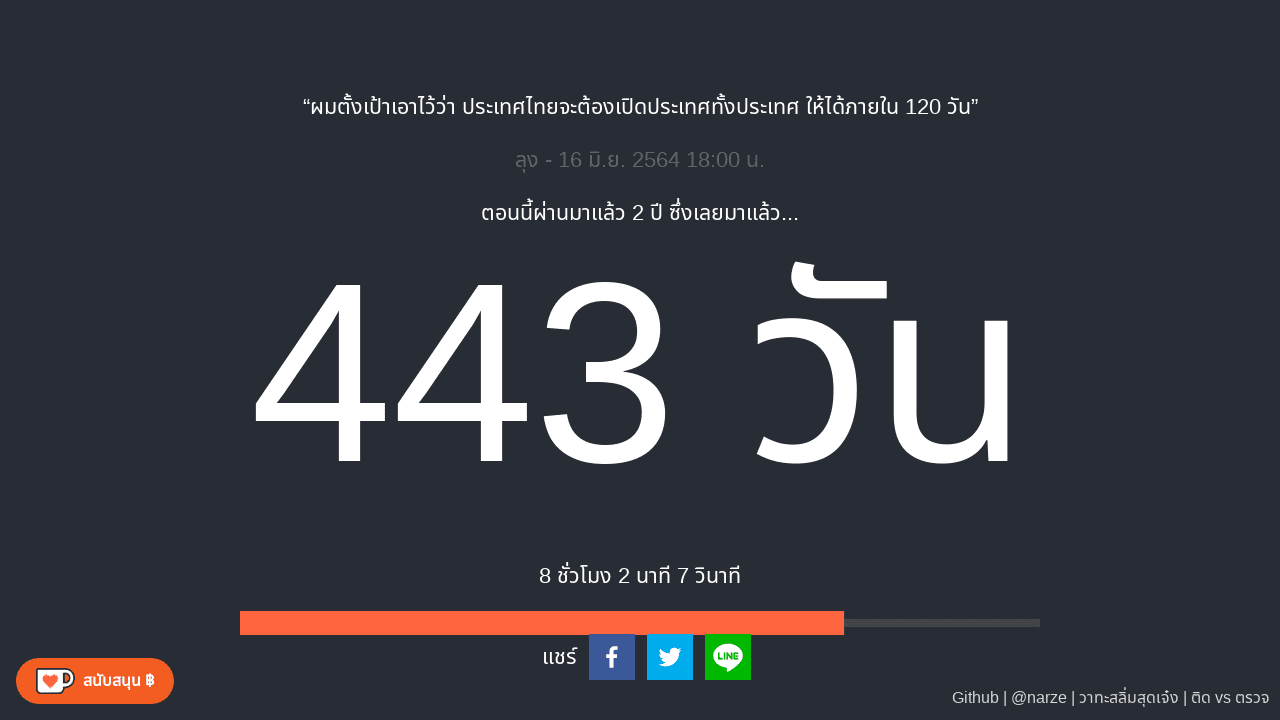 “ผมตั้งเป้าเอาไว้ว่า ประเทศไทยจะต้องเปิดประเทศทั้งประเทศ ให้ได้ภายใน 120 วัน”
ลุง - 16 มิ.ย. 2564 18:00 น.
ตอนนี้ผ่านมาแล้ว 2 ปี ซึ่งเลยมาแล้ว...
443 วัน
8 ชั่วโมง 2 นาที 7 วินาที
แชร์
LINE
สนับสนุน ฿
Github | @narze | วาทะสลิ่มสุดเจ๋ง | ติด vs ตรวจ